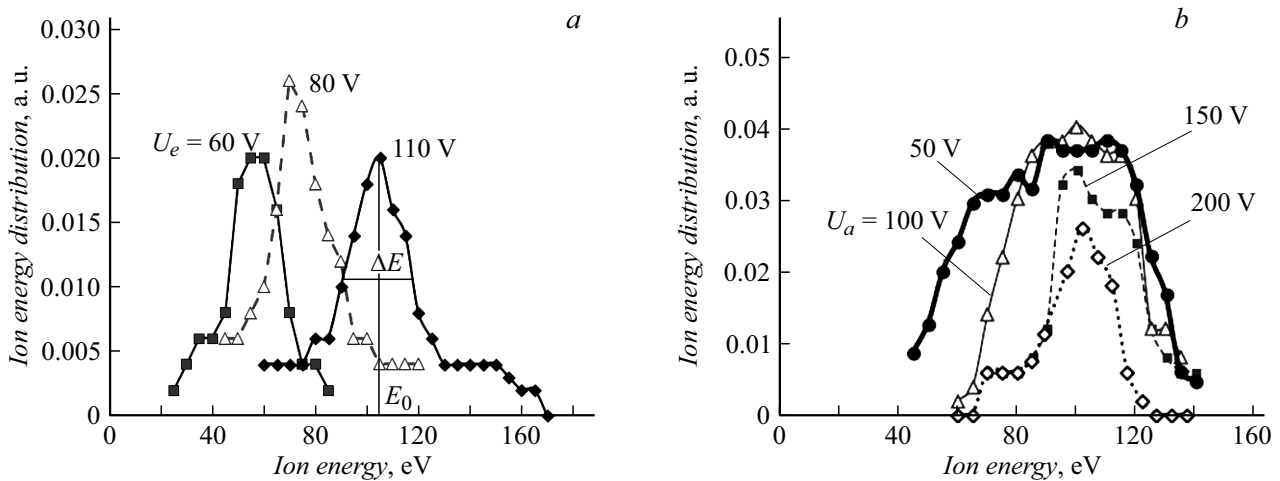 a
Ion energy distribution, a. u.
0.030
0.025
0.020
0.015
0.010
0.005
0
80 V
U_e = 60 V
110 V
ΔE
E_0
0
40
80
120
160
Ion energy, eV
b
Ion energy distribution, a. u.
0.05
0.04
0.03
0.02
0.01
0
50 V
150 V
U_a = 100 V
200 V
0
40
80
120
160
Ion energy, eV